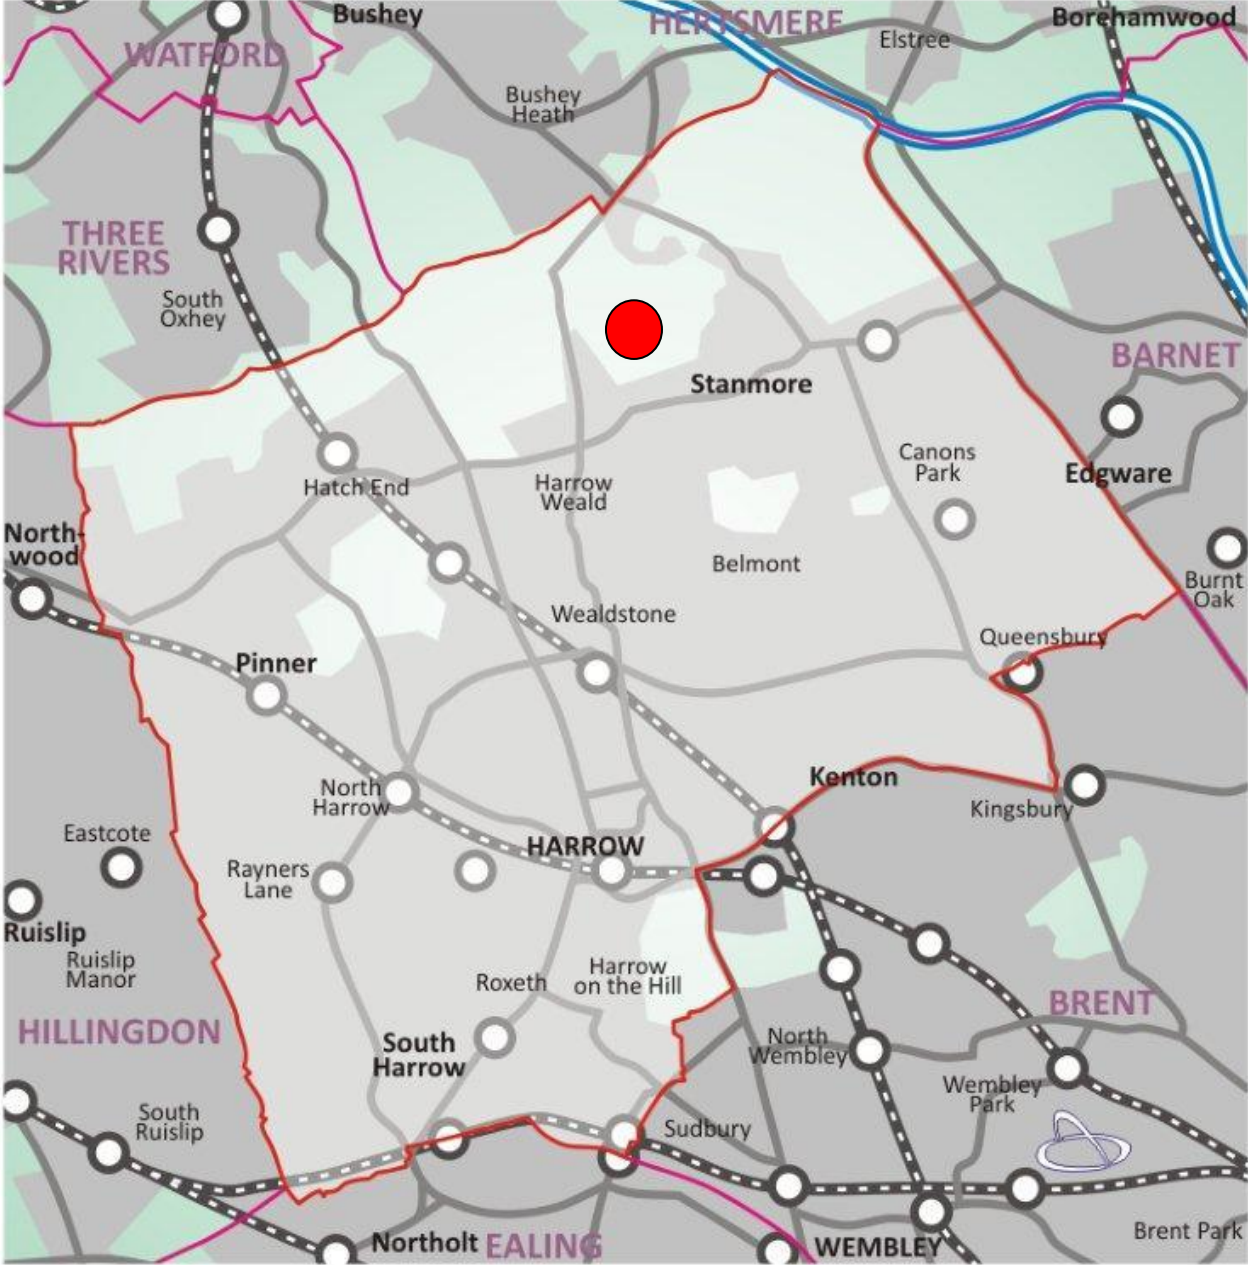 Bushey
HERTSMERE
Borehamwood
WATFORD
Elstree
Bushey
Heath
THREE
RIVERS
South
Oxhey
BARNET
Stanmore
Canons
Park
Edgware
Hatch End
Harrow
Weald
North-
wood
Belmont
Burnt
Oak
Wealdstone
Queensbury
Pinner
Kenton
North
Harrow
Kingsbury
Eastcote
HARROW
Rayners
Lane
Ruislip
Ruislip
Manor
Roxeth
Harrow
on the Hill
BRENT
HILLINGDON
South
Harrow
North
Wembley
Wembley
Park
South
Ruislip
Sudbury
Northolt
EALING
WEMBLEY
Brent Park